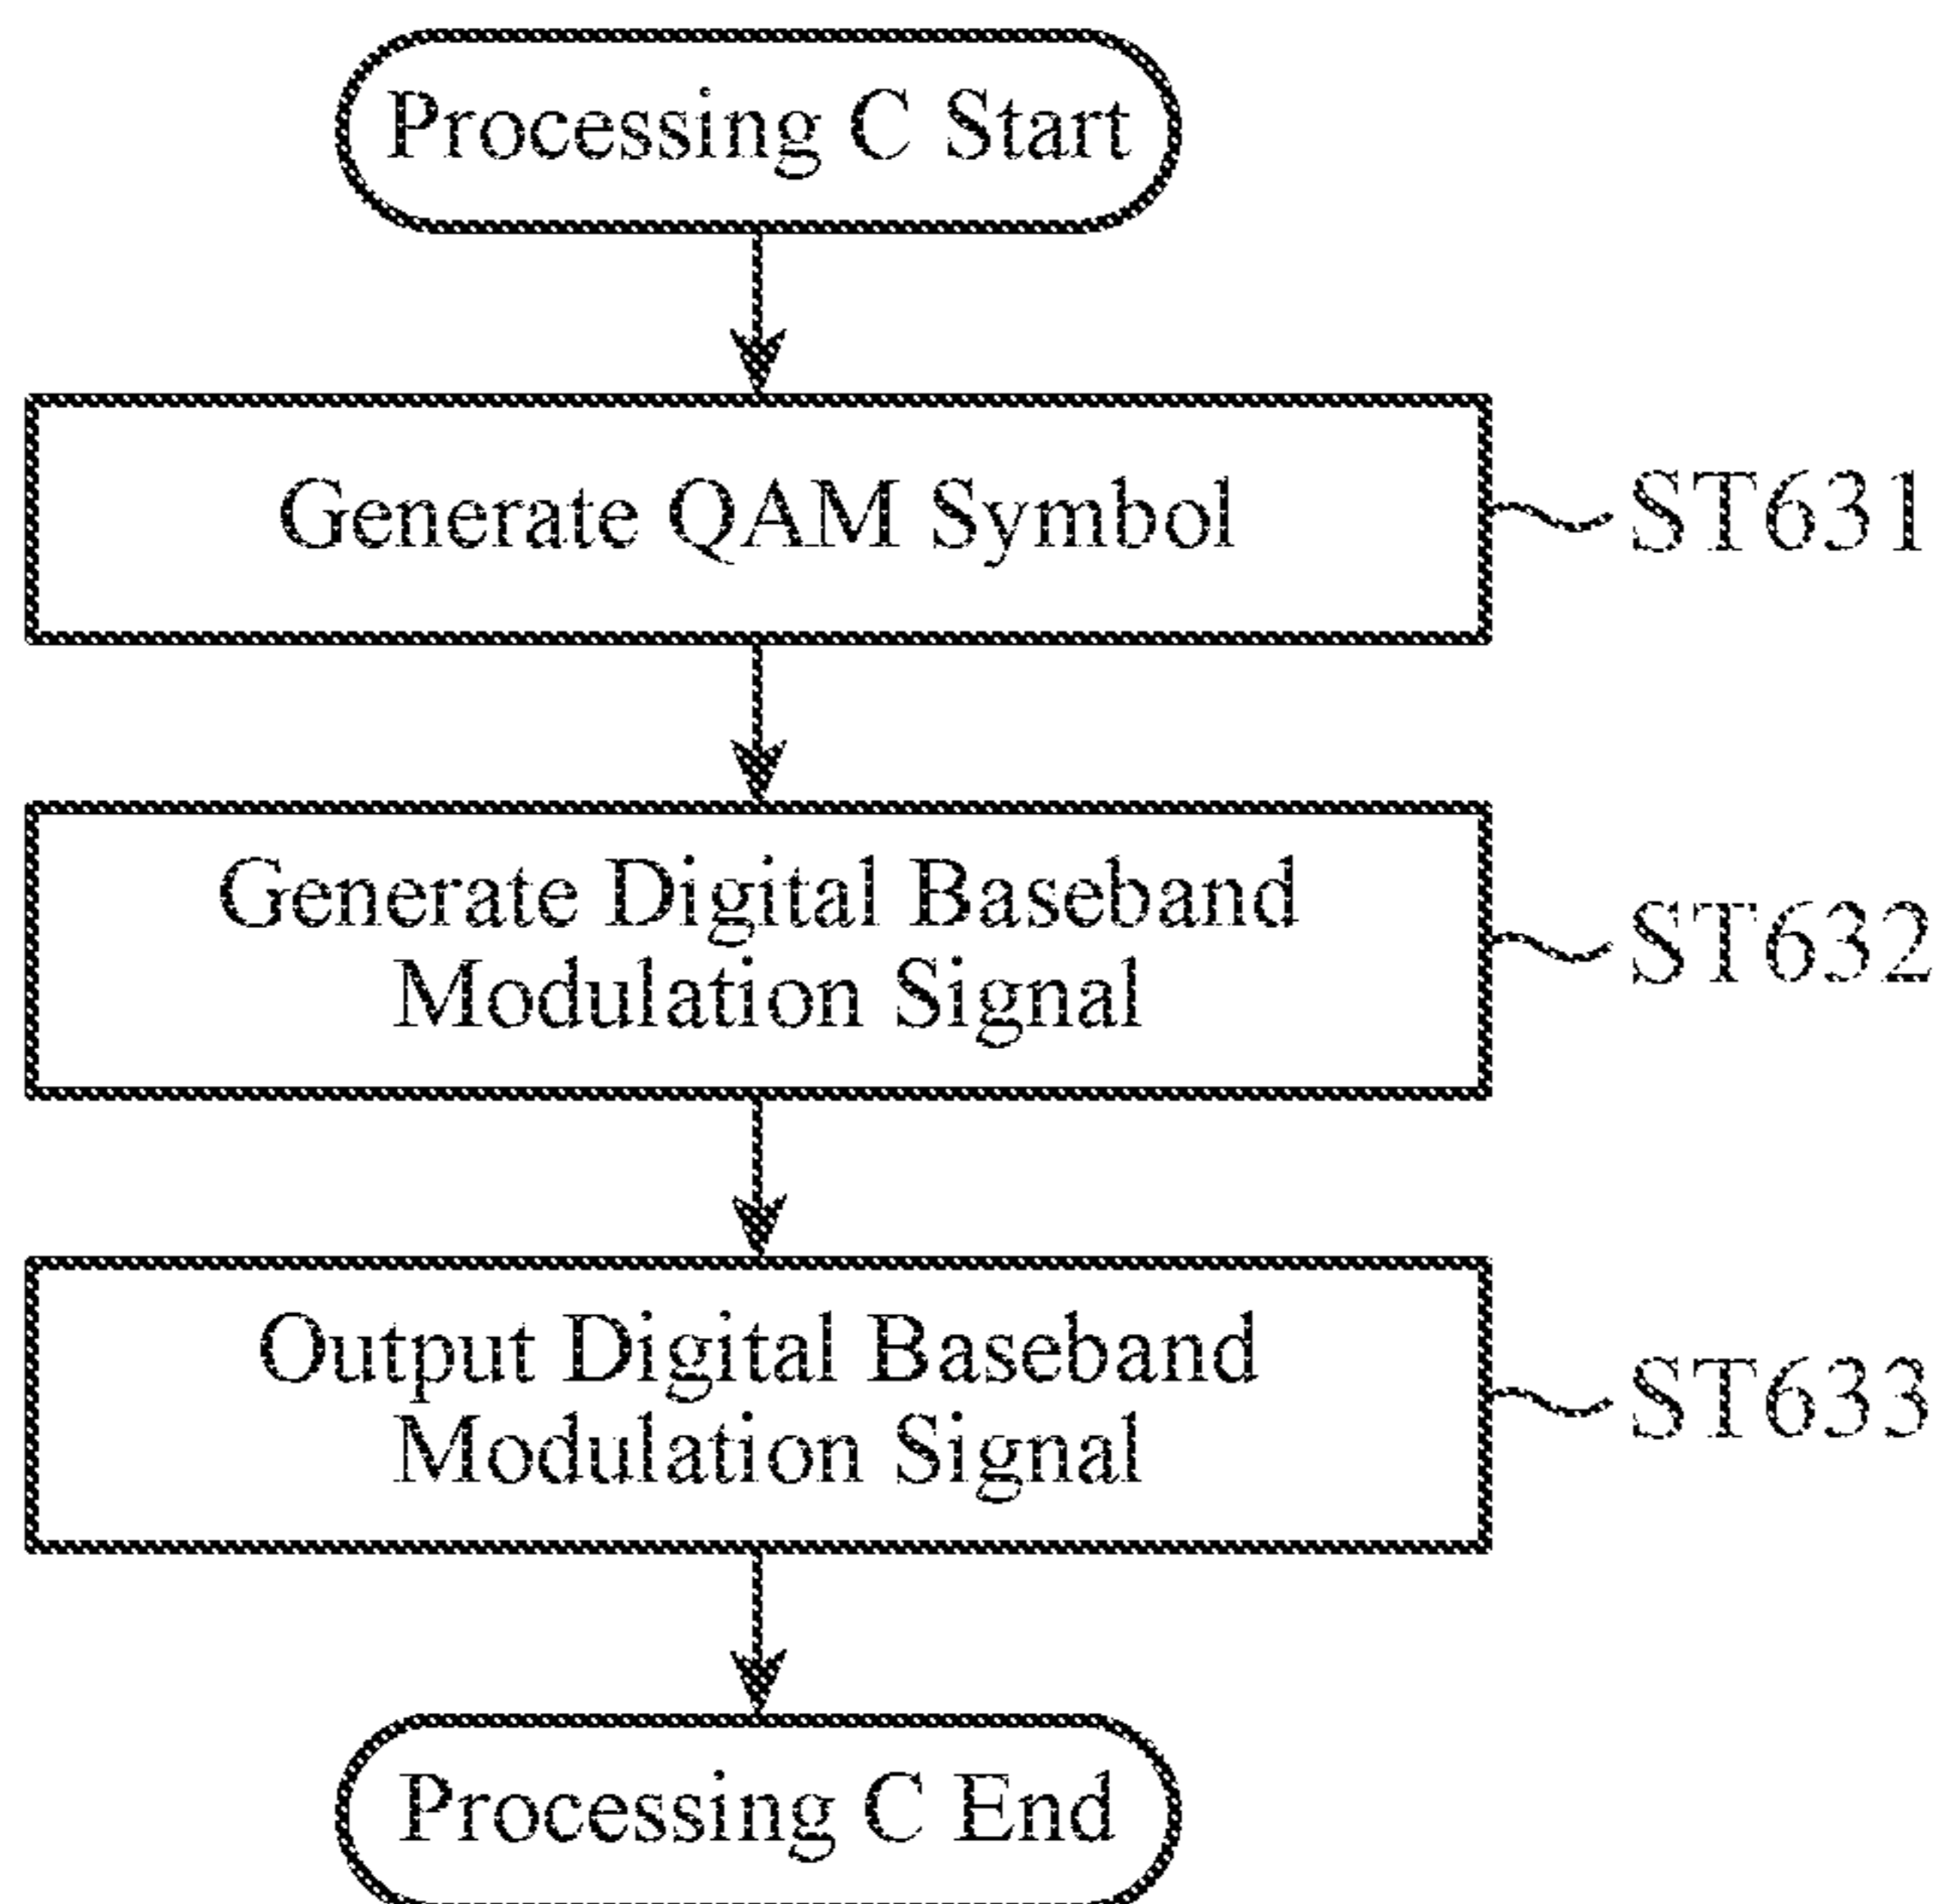 Processing C Start
Generate QAM Symbol
ST631
Generate Digital Baseband
Modulation Signal
ST632
Output Digital Baseband
Modulation Signal
ST633
Processing C End